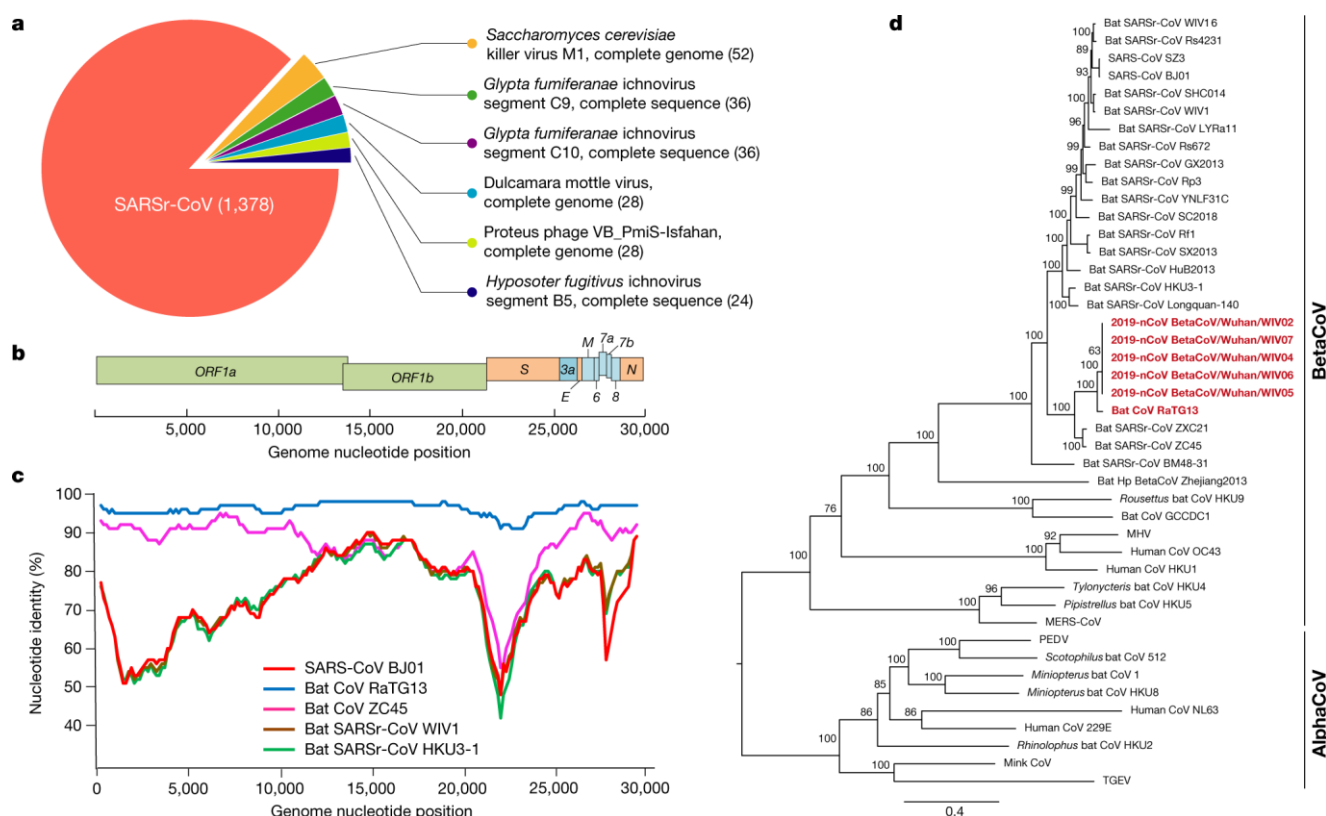 a
Saccharomyces cerevisiae
killer virus M1, complete genome (52)
Glypta fumiferanae ichnovirus
segment C9, complete sequence (36)
Glypta fumiferanae ichnovirus
segment C10, complete sequence (36)
Dulcamara mottle virus,
complete genome (28)
Proteus phage VB_PmiS-Isfahan,
complete genome (28)
Hyposoter fugitivus ichnovirus
segment B5, complete sequence (24)
SARSr-CoV (1,378)
b
ORF1a
ORF1b
S
3a
E
M
6
7a
7b
8
N
0
5,000
10,000
15,000
20,000
25,000
30,000
Genome nucleotide position
c
100
90
80
70
60
50
40
Nucleotide identity (%)
SARS-CoV BJ01
Bat CoV RaTG13
Bat CoV ZC45
Bat SARSr-CoV WIV1
Bat SARSr-CoV HKU3-1
0
5,000
10,000
15,000
20,000
25,000
30,000
Genome nucleotide position
d
100
Bat SARSr-CoV WIV16
Bat SARSr-CoV Rs4231
89
SARS-CoV SZ3
93
SARS-CoV BJ01
Bat SARSr-CoV SHC014
100
Bat SARSr-CoV WIV1
96
Bat SARSr-CoV LYRa11
99
Bat SARSr-CoV Rs672
Bat SARSr-CoV GX2013
99
Bat SARSr-CoV Rp3
99
Bat SARSr-CoV YNLF31C
100
Bat SARSr-CoV SC2018
Bat SARSr-CoV Rf1
100
100
Bat SARSr-CoV SX2013
Bat SARSr-CoV HuB2013
100
Bat SARSr-CoV HKU3-1
100
Bat SARSr-CoV Longquan-140
2019-nCoV BetaCoV/Wuhan/WIV02
2019-nCoV BetaCoV/Wuhan/WIV07
63
2019-nCoV BetaCoV/Wuhan/WIV04
100
2019-nCoV BetaCoV/Wuhan/WIV06
100
2019-nCoV BetaCoV/Wuhan/WIV05
Bat CoV RaTG13
100
Bat SARSr-CoV ZXC21
100
Bat SARSr-CoV ZC45
100
Bat SARSr-CoV BM48-31
100
Bat Hp BetaCoV Zhejiang2013
100
Rousettus bat CoV HKU9
76
Bat CoV GCCDC1
92
MHV
100
Human CoV OC43
100
Human CoV HKU1
96
Tylonycteris bat CoV HKU4
100
Pipistrellus bat CoV HKU5
MERS-CoV
BetaCoV
PEDV
100
Scotophilus bat CoV 512
100
Miniopterus bat CoV 1
85
100
Miniopterus bat CoV HKU8
86
86
Human CoV NL63
Human CoV 229E
100
Rhinolophus bat CoV HKU2
100
Mink CoV
TGEV
AlphaCoV
0.4